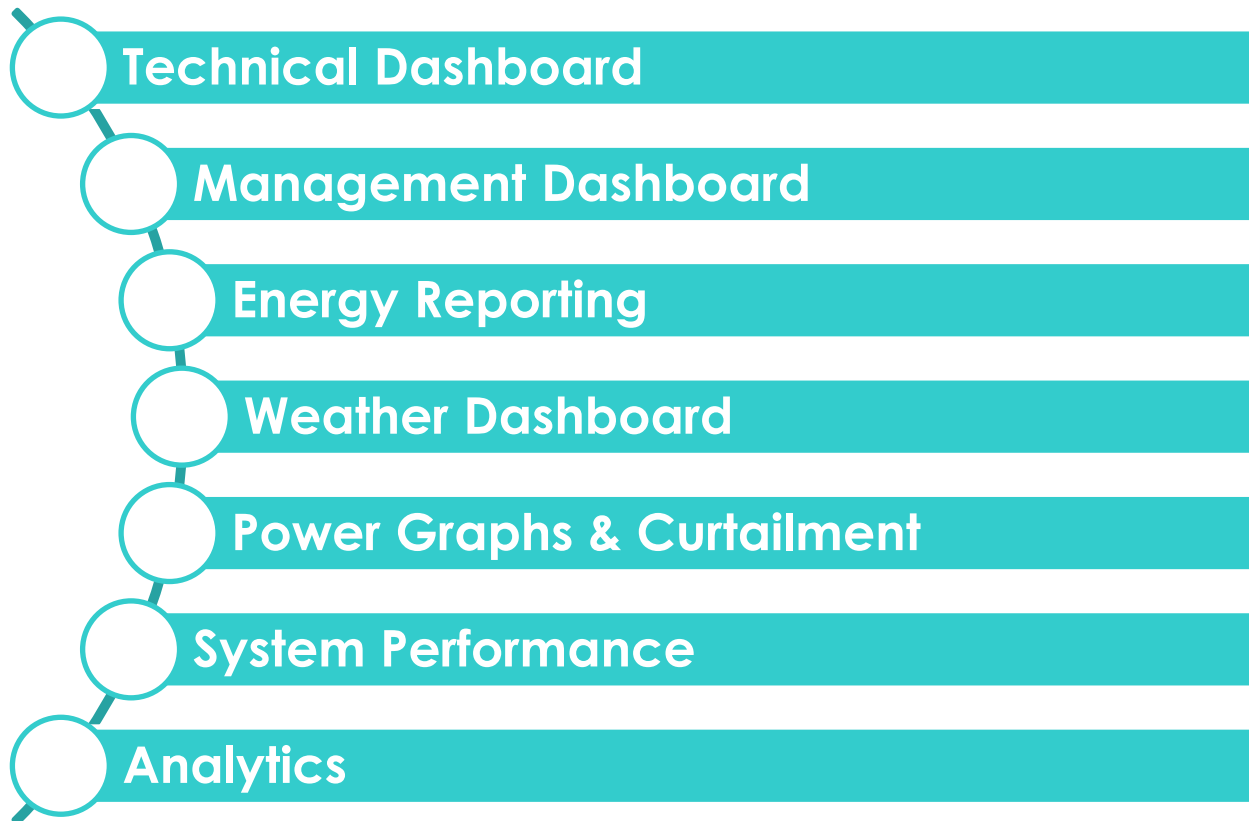 Technical Dashboard
Management Dashboard
Energy Reporting
Weather Dashboard
Power Graphs & Curtailment
System Performance
Analytics